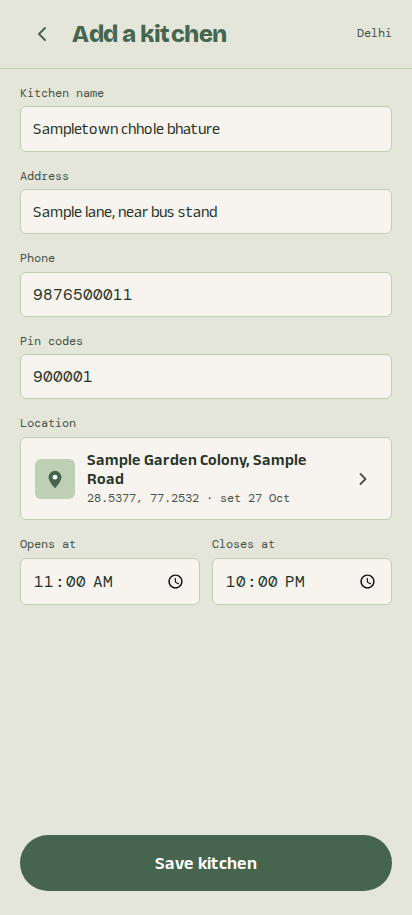 Add a kitchen
Delhi
Kitchen name
Sampletown chhole bhature
Address
Sample lane, near bus stand
Phone
9876500011
Pin codes
900001
Location
Sample Garden Colony, Sample
Road
28.5377, 77.2532 · set 27 Oct
Opens at
Closes at
11:00 AM
10:00 PM
Save kitchen